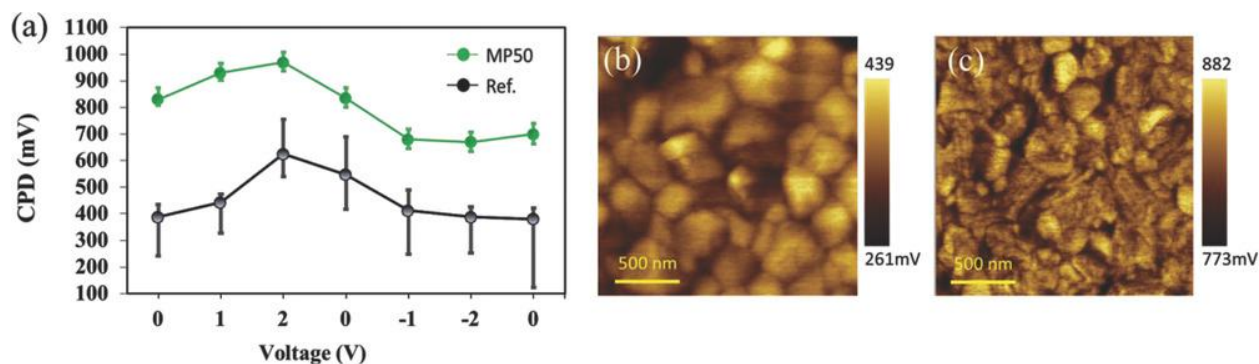 (a)
1100
1000
900
800
700
600
500
400
300
200
100
CPD (mV)
MP50
Ref.
0 1 2 0 -1 -2 0
Voltage (V)
(b)
500 nm
439
261mV
(c)
500 nm
882
773mV